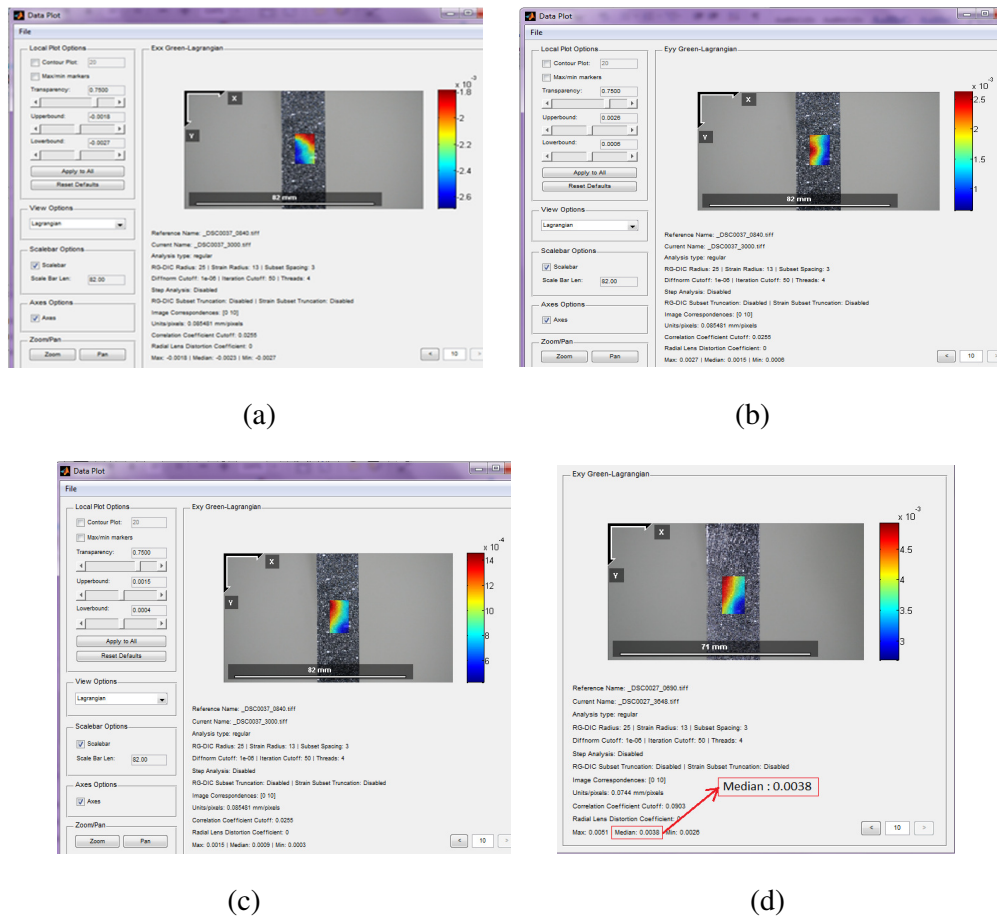 Data Plot
File
Local Plot Options
Contour Plot: 20
Max/min markers
Transparency: 0.7500
Upperbound: -0.0018
Lowerbound: -0.0027
Apply to All
Reset Defaults
View Options
Lagrangian
Scalebar Options
Scalebar
Scale Bar Len: 82.00
Axes Options
Axes
Zoom/Pan
Zoom Pan
Exx Green-Lagrangian
X
Y
82 mm
x 10 -3
-1.8
-2
-2.2
-2.4
-2.6
Reference Name: _DSC0037_0840.tiff
Current Name: _DSC0037_3000.tiff
Analysis type: regular
RG-DIC Radius: 25 | Strain Radius: 13 | Subset Spacing: 3
Diffnorm Cutoff: 1e-06 | Iteration Cutoff: 50 | Threads: 4
Step Analysis: Disabled
RG-DIC Subset Truncation: Disabled | Strain Subset Truncation: Disabled
Image Correspondences: [0 10]
Units/pixels: 0.085481 mm/pixels
Correlation Coefficient Cutoff: 0.0255
Radial Lens Distortion Coefficient: 0
Max: -0.0018 | Median: -0.0023 | Min: -0.0027
< 10 >
(a)
Data Plot
File
Local Plot Options
Contour Plot: 20
Max/min markers
Transparency: 0.7500
Upperbound: 0.0026
Lowerbound: 0.0006
Apply to All
Reset Defaults
View Options
Lagrangian
Scalebar Options
Scalebar
Scale Bar Len: 82.00
Axes Options
Axes
Zoom/Pan
Zoom Pan
Eyy Green-Lagrangian
X
Y
82 mm
x 10 -3
2.5
2
1.5
1
Reference Name: _DSC0037_0840.tiff
Current Name: _DSC0037_3000.tiff
Analysis type: regular
RG-DIC Radius: 25 | Strain Radius: 13 | Subset Spacing: 3
Diffnorm Cutoff: 1e-06 | Iteration Cutoff: 50 | Threads: 4
Step Analysis: Disabled
RG-DIC Subset Truncation: Disabled | Strain Subset Truncation: Disabled
Image Correspondences: [0 10]
Units/pixels: 0.085481 mm/pixels
Correlation Coefficient Cutoff: 0.0255
Radial Lens Distortion Coefficient: 0
Max: 0.0027 | Median: 0.0015 | Min: 0.0006
< 10 >
(b)
Data Plot
File
Local Plot Options
Contour Plot: 20
Max/min markers
Transparency: 0.7500
Upperbound: 0.0015
Lowerbound: 0.0004
Apply to All
Reset Defaults
View Options
Lagrangian
Scalebar Options
Scalebar
Scale Bar Len: 82.00
Axes Options
Axes
Zoom/Pan
Zoom Pan
Exy Green-Lagrangian
X
Y
82 mm
x 10 -4
14
12
10
8
6
Reference Name: _DSC0037_0840.tiff
Current Name: _DSC0037_3000.tiff
Analysis type: regular
RG-DIC Radius: 25 | Strain Radius: 13 | Subset Spacing: 3
Diffnorm Cutoff: 1e-06 | Iteration Cutoff: 50 | Threads: 4
Step Analysis: Disabled
RG-DIC Subset Truncation: Disabled | Strain Subset Truncation: Disabled
Image Correspondences: [0 10]
Units/pixels: 0.085481 mm/pixels
Correlation Coefficient Cutoff: 0.0255
Radial Lens Distortion Coefficient: 0
Max: 0.0015 | Median: 0.0009 | Min: 0.0003
< 10 >
(c)
Exy Green-Lagrangian
X
Y
71 mm
x 10 -3
4.5
4
3.5
3
Reference Name: _DSC0027_0690.tiff
Current Name: _DSC0027_3648.tiff
Analysis type: regular
RG-DIC Radius: 25 | Strain Radius: 13 | Subset Spacing: 3
Diffnorm Cutoff: 1e-06 | Iteration Cutoff: 50 | Threads: 4
Step Analysis: Disabled
RG-DIC Subset Truncation: Disabled | Strain Subset Truncation: Disabled
Image Correspondences: [0 10]
Units/pixels: 0.0744 mm/pixels
Correlation Coefficient Cutoff: 0.0903
Radial Lens Distortion Coefficient: 0
Max: 0.0051 | Median: 0.0038 | Min: 0.0026
Median : 0.0038
< 10 >
(d)